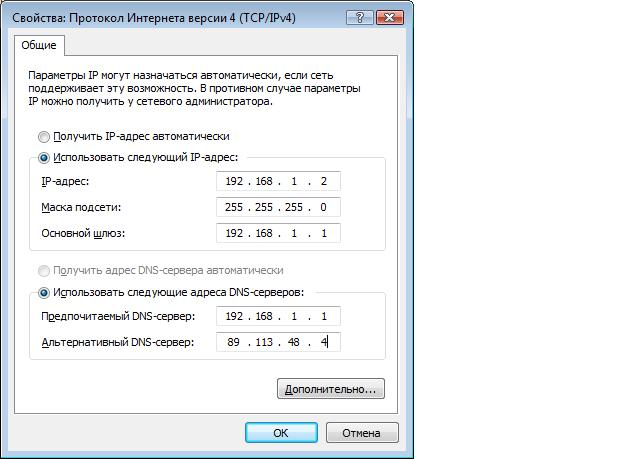 Свойства: Протокол Интернета версии 4 (TCP/IPv4)
Общие
Параметры IP могут назначаться автоматически, если сеть
поддерживает эту возможность. В противном случае параметры
IP можно получить у сетевого администратора.
Получить IP-адрес автоматически
Использовать следующий IP-адрес:
IP-адрес: 192 . 168 . 1 . 2
Маска подсети: 255 . 255 . 255 . 0
Основной шлюз: 192 . 168 . 1 . 1
Получить адрес DNS-сервера автоматически
Использовать следующие адреса DNS-серверов:
Предпочитаемый DNS-сервер: 192 . 168 . 1 . 1
Альтернативный DNS-сервер: 89 . 113 . 48 . 4
Дополнительно...
OK Отмена